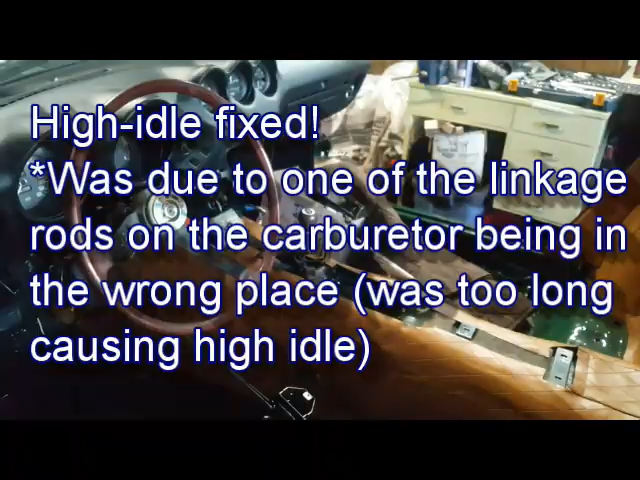 High-idle fixed!
*Was due to one of the linkage
rods on the carburetor being in
the wrong place (was too long
causing high idle)